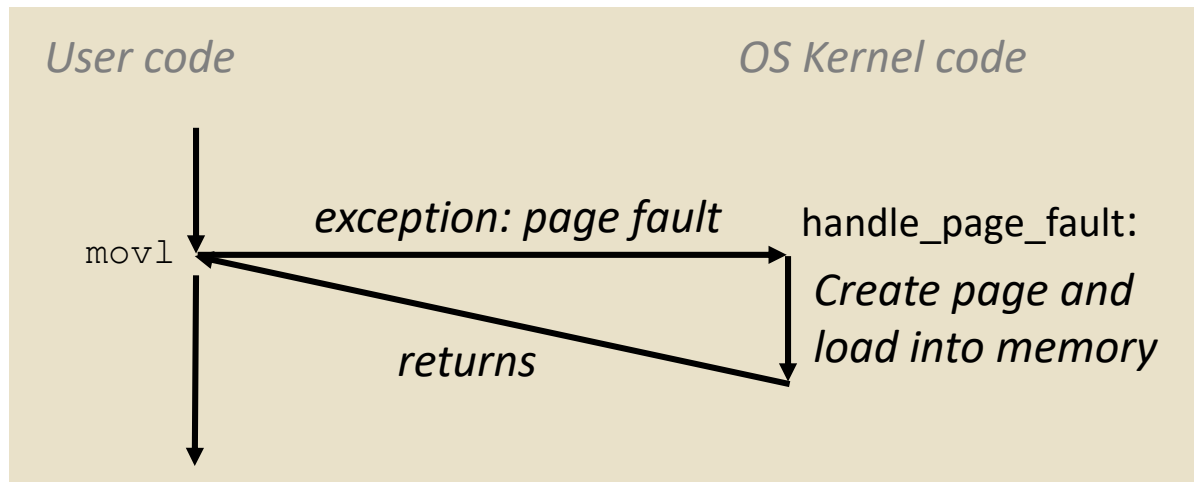 User code
OS Kernel code
exception: page fault
handle_page_fault:
movl
Create page and
load into memory
returns